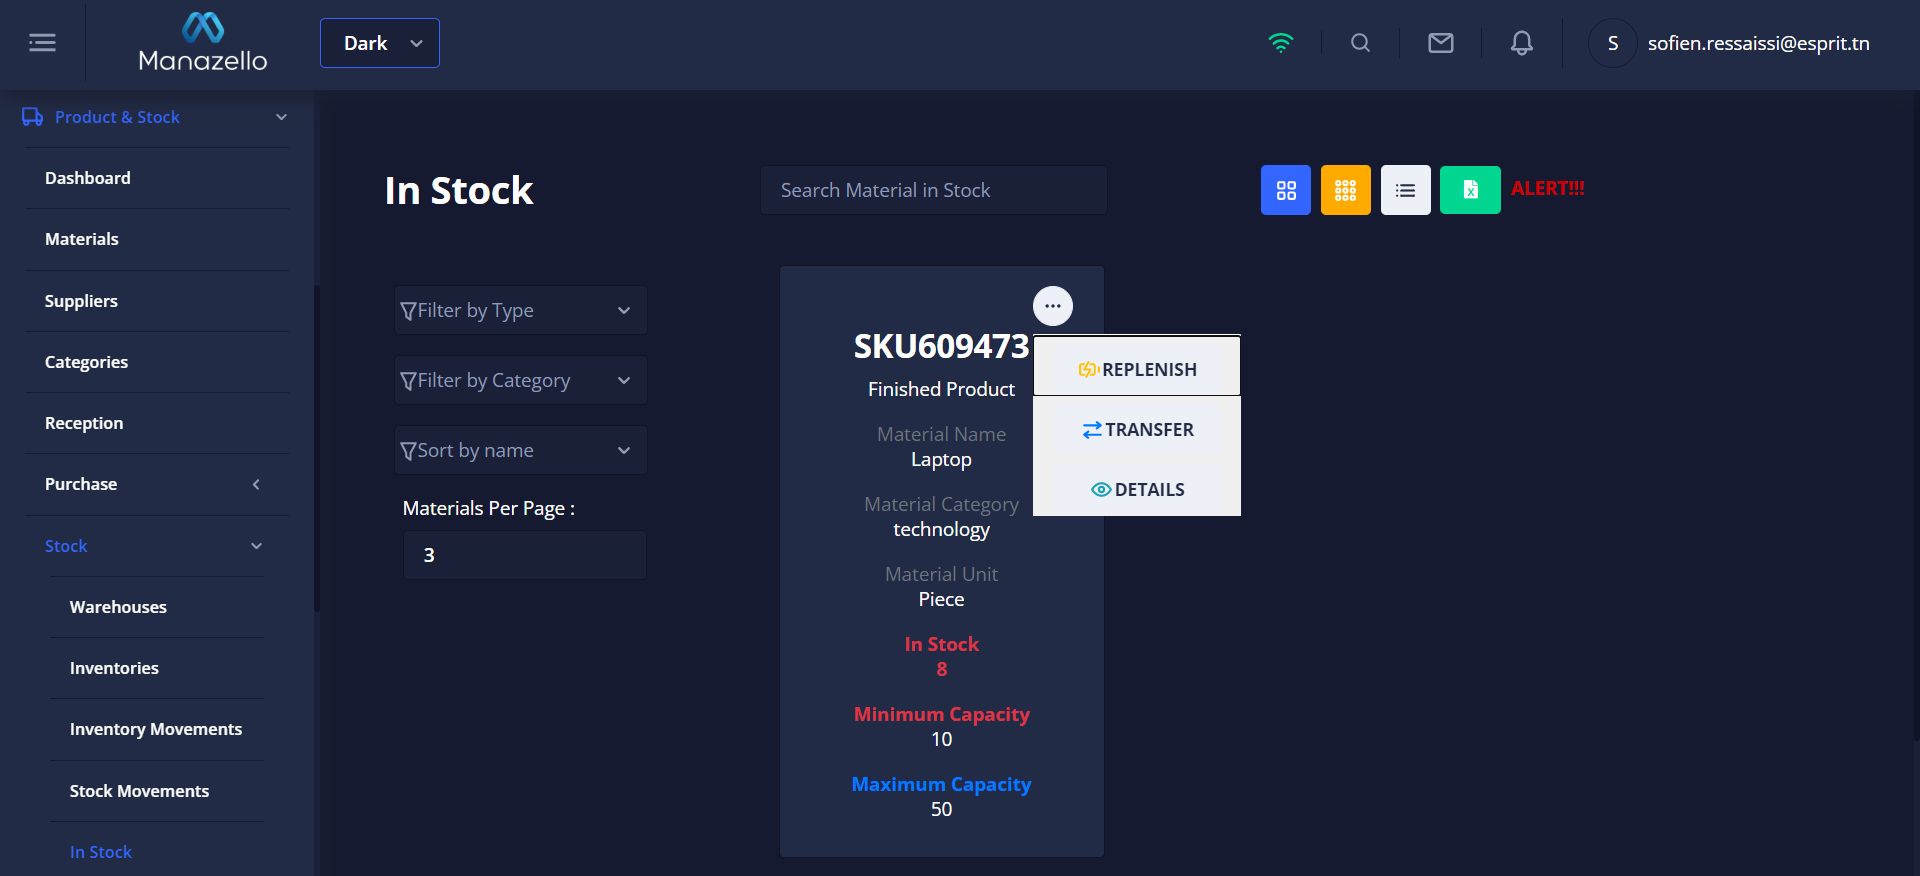 Manazello
Dark
S
sofien.ressaissi@esprit.tn
Product & Stock
Dashboard
Materials
Suppliers
Categories
Reception
Purchase
Stock
Warehouses
Inventories
Inventory Movements
Stock Movements
In Stock
In Stock
Search Material in Stock
ALERT!!!
Filter by Type
Filter by Category
Sort by name
Materials Per Page :
3
SKU609473
Finished Product
Material Name
Laptop
Material Category
technology
Material Unit
Piece
In Stock
8
Minimum Capacity
10
Maximum Capacity
50
REPLENISH
TRANSFER
DETAILS